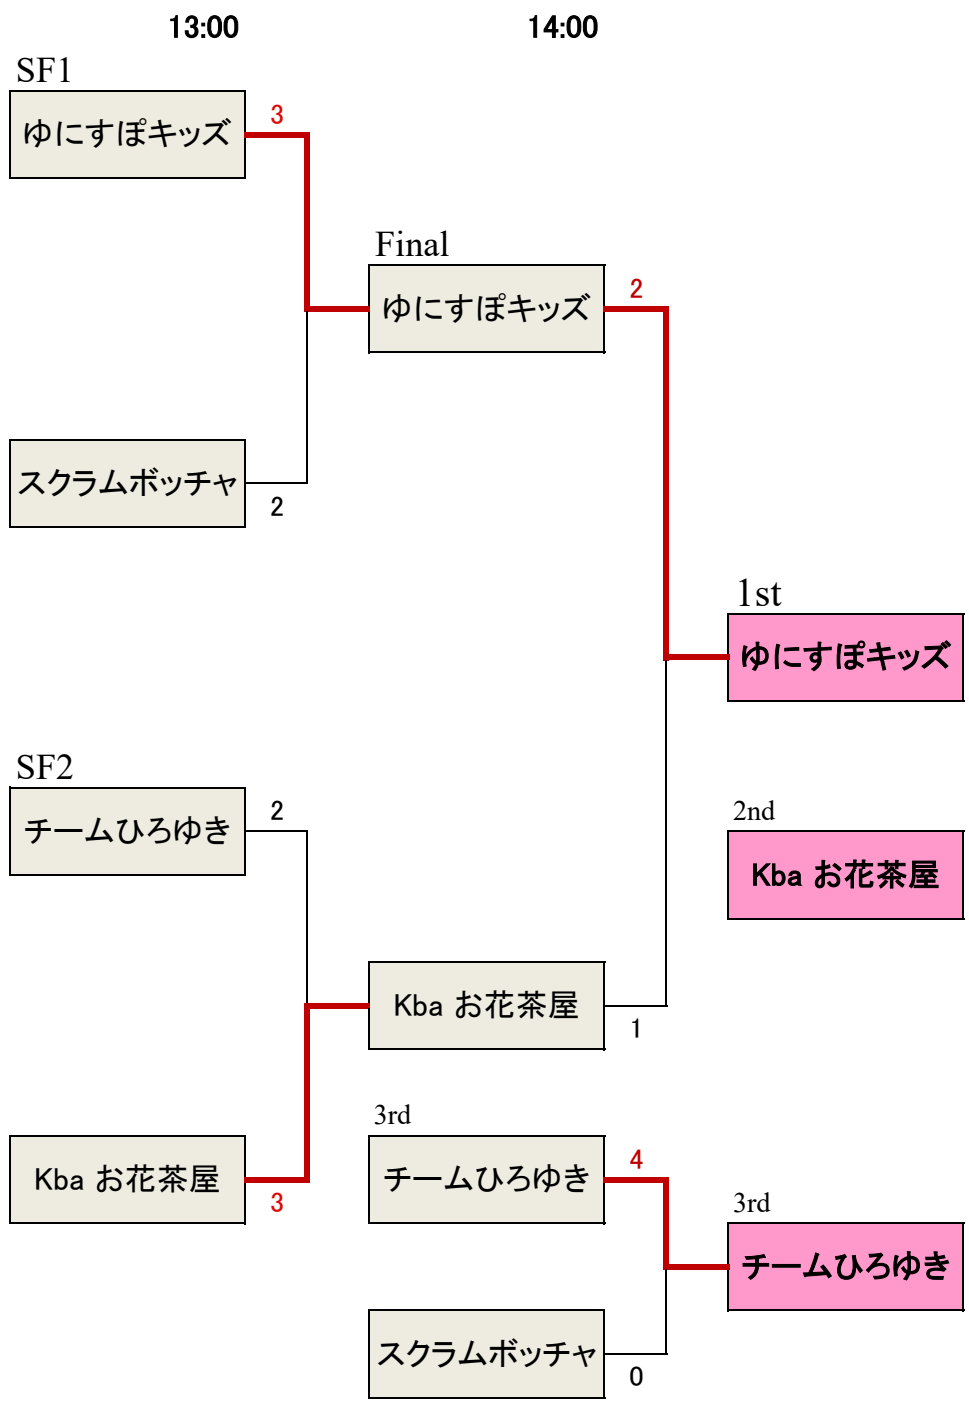 13:00
14:00
SF1
ゆにすぽキッズ
3
Final
ゆにすぽキッズ
2
スクラムボッチャ
2
1st
ゆにすぽキッズ
SF2
チームひろゆき
2
2nd
Kba お花茶屋
Kba お花茶屋
1
3rd
Kba お花茶屋
3
チームひろゆき
4
3rd
チームひろゆき
スクラムボッチャ
0